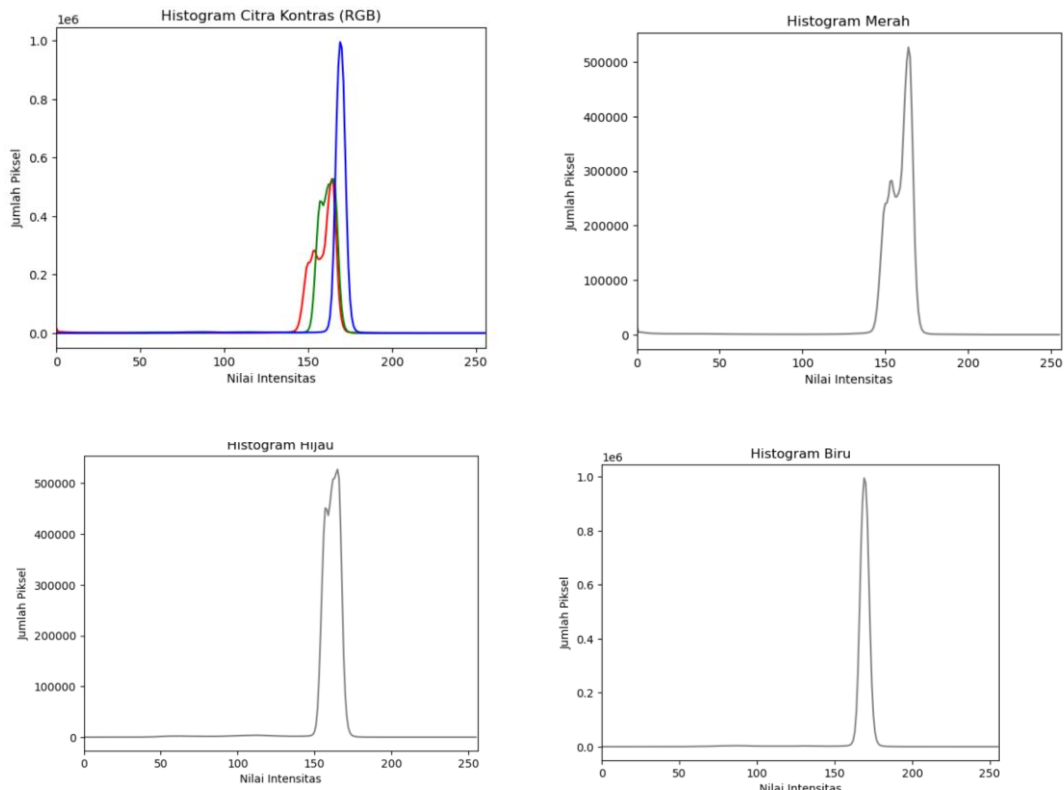 Histogram Citra Kontras (RGB)
1e6
1.0
0.8
0.6
0.4
0.2
0.0
Jumlah Piksel
0 50 100 150 200 250
Nilai Intensitas
Histogram Merah
500000
400000
300000
200000
100000
0
Jumlah Piksel
0 50 100 150 200 250
Nilai Intensitas
Histogram Hijau
500000
400000
300000
200000
100000
0
Jumlah Piksel
0 50 100 150 200 250
Nilai Intensitas
Histogram Biru
1e6
1.0
0.8
0.6
0.4
0.2
0.0
Jumlah Piksel
0 50 100 150 200 250
Nilai Intensitas